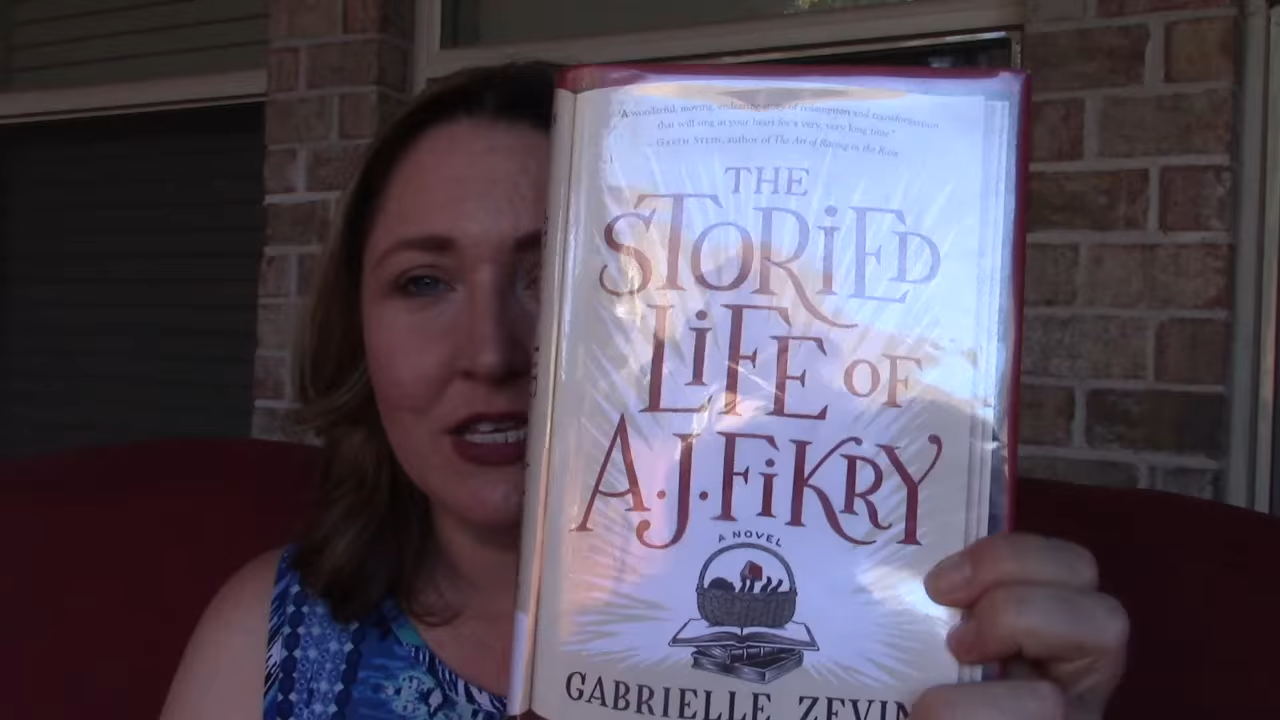 "A wonderful, moving, endearing story of redemption and transformation
that will sing in your heart for a very, very long time."
—GARTH STEIN, author of The Art of Racing in the Rain
THE
STORIED
LIFE OF
A.J. FIKRY
A NOVEL
GABRIELLE ZEVIN